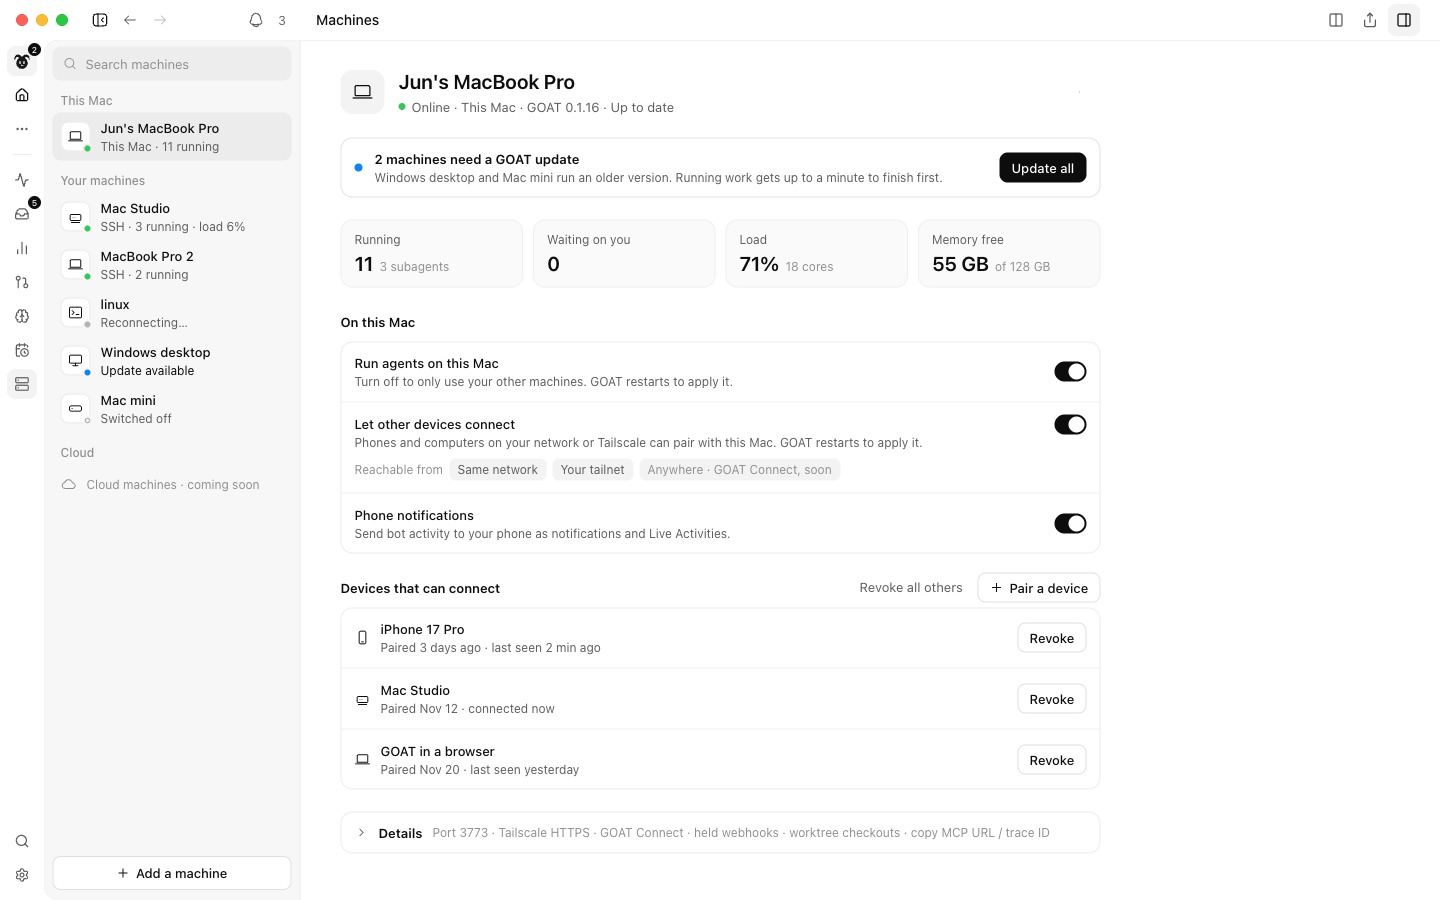 3
Machines
2
Search machines
This Mac
Jun's MacBook Pro
This Mac · 11 running
Your machines
Mac Studio
SSH · 3 running · load 6%
5
MacBook Pro 2
SSH · 2 running
linux
Reconnecting...
Windows desktop
Update available
Mac mini
Switched off
Cloud
Cloud machines · coming soon
Add a machine
Jun's MacBook Pro
Online · This Mac · GOAT 0.1.16 · Up to date
2 machines need a GOAT update
Windows desktop and Mac mini run an older version. Running work gets up to a minute to finish first.
Update all
Running
11 3 subagents
Waiting on you
0
Load
71% 18 cores
Memory free
55 GB of 128 GB
On this Mac
Run agents on this Mac
Turn off to only use your other machines. GOAT restarts to apply it.
Let other devices connect
Phones and computers on your network or Tailscale can pair with this Mac. GOAT restarts to apply it.
Reachable from Same network Your tailnet Anywhere · GOAT Connect, soon
Phone notifications
Send bot activity to your phone as notifications and Live Activities.
Devices that can connect
Revoke all others
Pair a device
iPhone 17 Pro
Paired 3 days ago · last seen 2 min ago
Revoke
Mac Studio
Paired Nov 12 · connected now
Revoke
GOAT in a browser
Paired Nov 20 · last seen yesterday
Revoke
Details Port 3773 · Tailscale HTTPS · GOAT Connect · held webhooks · worktree checkouts · copy MCP URL / trace ID